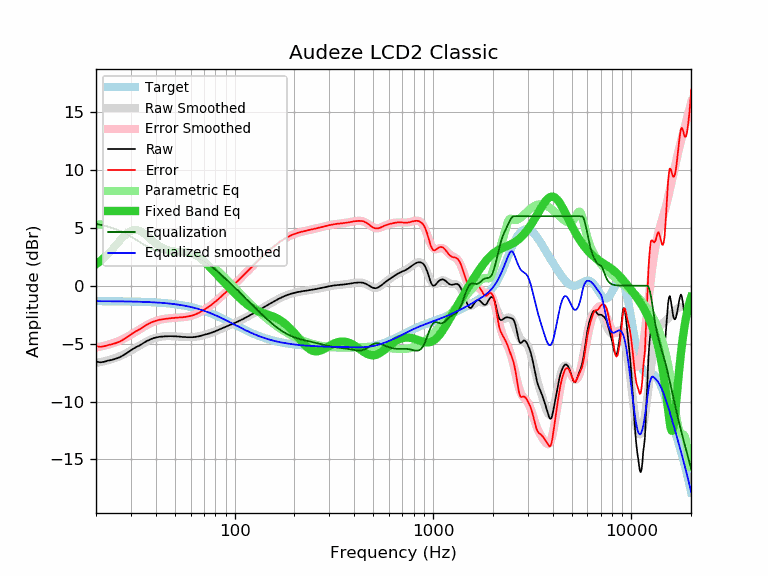 Audeze LCD2 Classic
Target
Raw Smoothed
Error Smoothed
Raw
Error
Parametric Eq
Fixed Band Eq
Equalization
Equalized smoothed
15
10
5
0
−5
−10
−15
Amplitude (dBr)
100
1000
10000
Frequency (Hz)